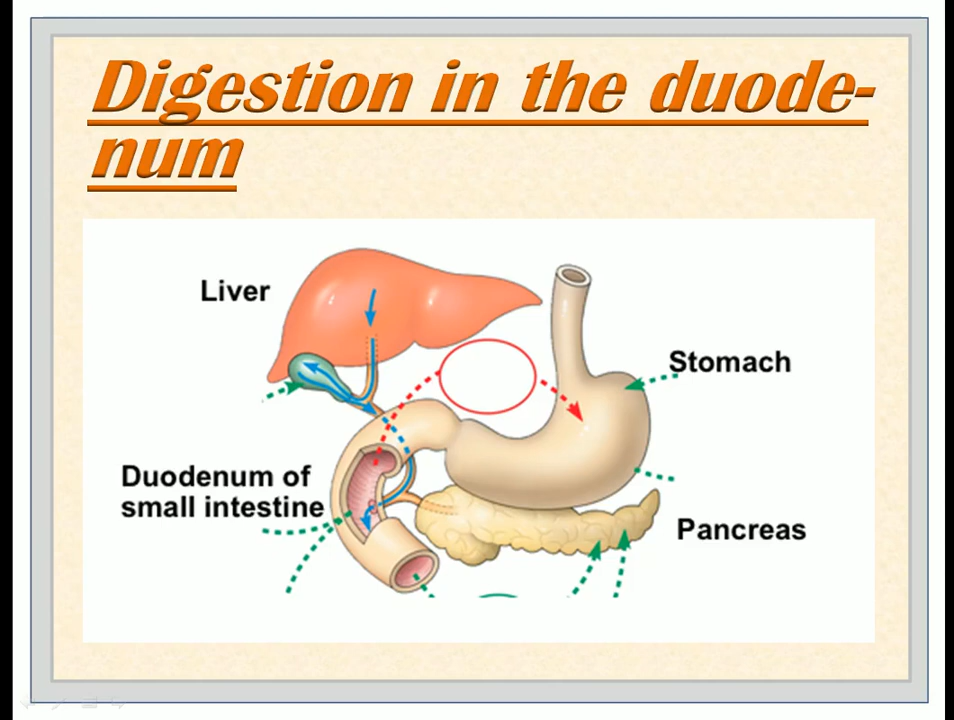 Digestion in the duode-
num
Liver
Stomach
Duodenum of
small intestine
Pancreas